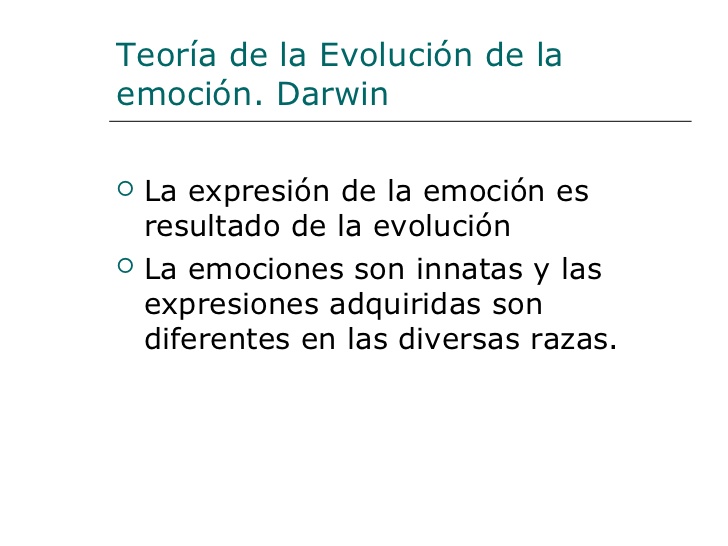 Teoría de la Evolución de la
emoción. Darwin
La expresión de la emoción es
resultado de la evolución
La emociones son innatas y las
expresiones adquiridas son
diferentes en las diversas razas.